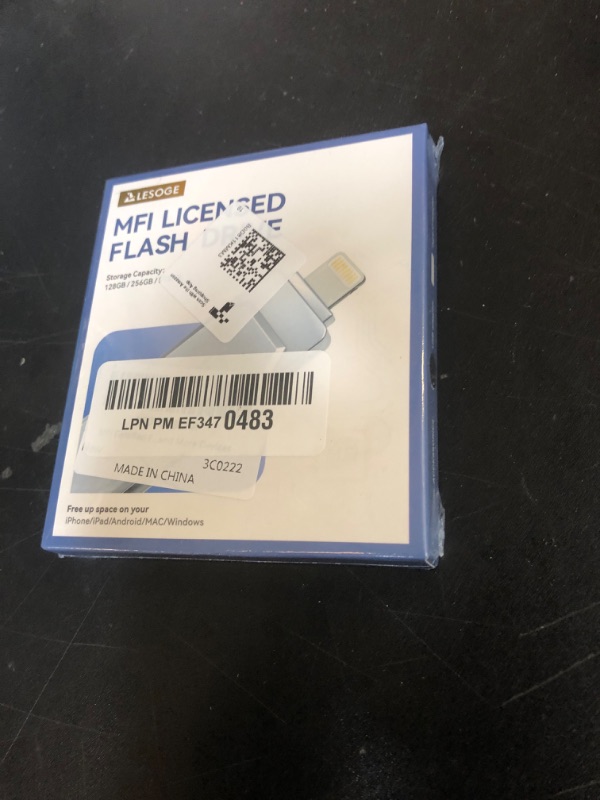 LESOGE
MFI LICENSED
FLASH DRIVE
Storage Capacity:
128GB / 256GB /
LPN PM EF347 0483
MADE IN CHINA 3C0222
Free up space on your
iPhone/iPad/Android/MAC/Windows